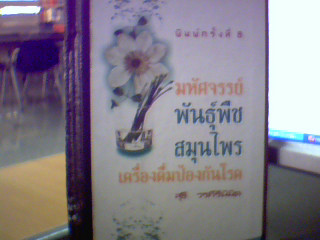 พิมพ์ครั้งที่ 8
มหัศจรรย์
พันธุ์พืช
สมุนไพร
เครื่องดื่มป้องกันโรค